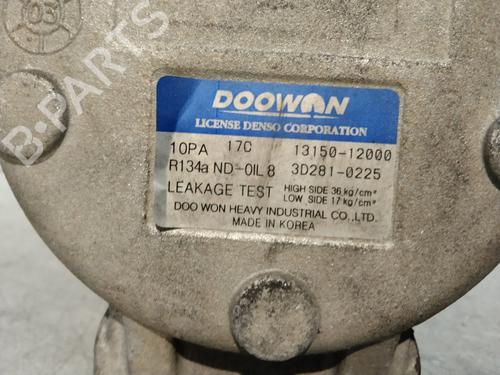 03
B-PARTS
DOOWON
LICENSE DENSO CORPORATION
10PA 17C 13150-12000
R134a ND-OIL 8 3D281-0225
LEAKAGE TEST HIGH SIDE 36 kg/cm²
LOW SIDE 17 kg/cm²
DOO WON HEAVY INDUSTRIAL CO., LTD.
MADE IN KOREA